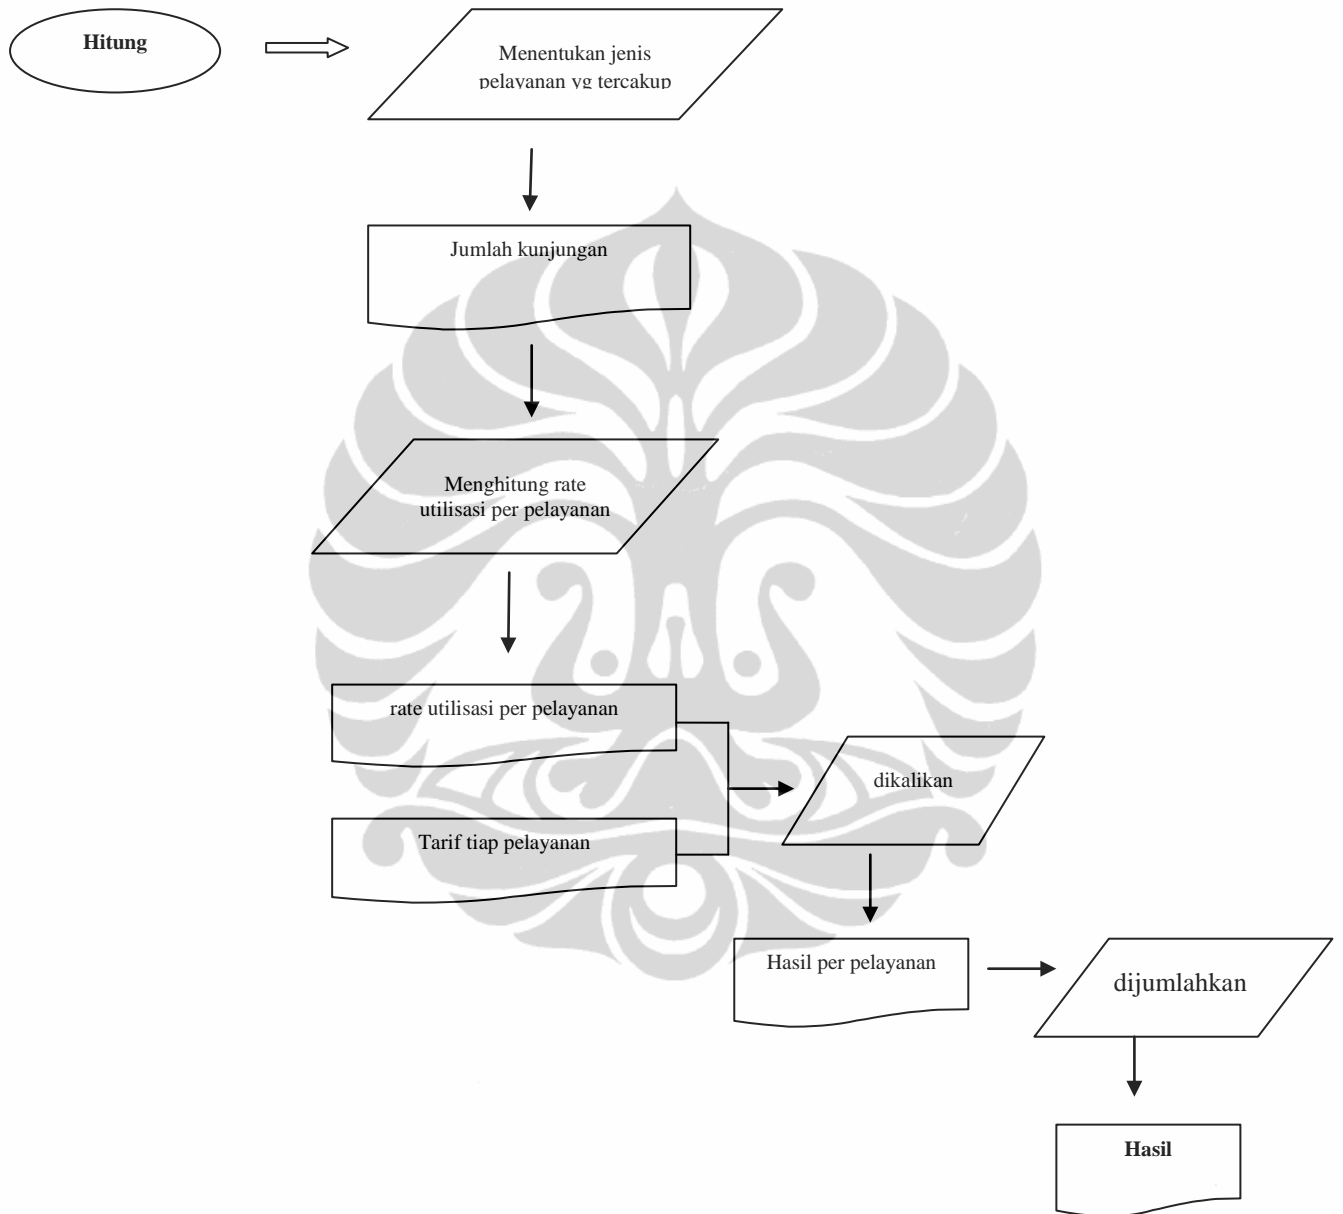 Hitung
Menentukan jenis
pelayanan yg tercakup
Jumlah kunjungan
Menghitung rate
utilisasi per pelayanan
rate utilisasi per pelayanan
dikalikan
Tarif tiap pelayanan
Hasil per pelayanan
dijumlahkan
Hasil